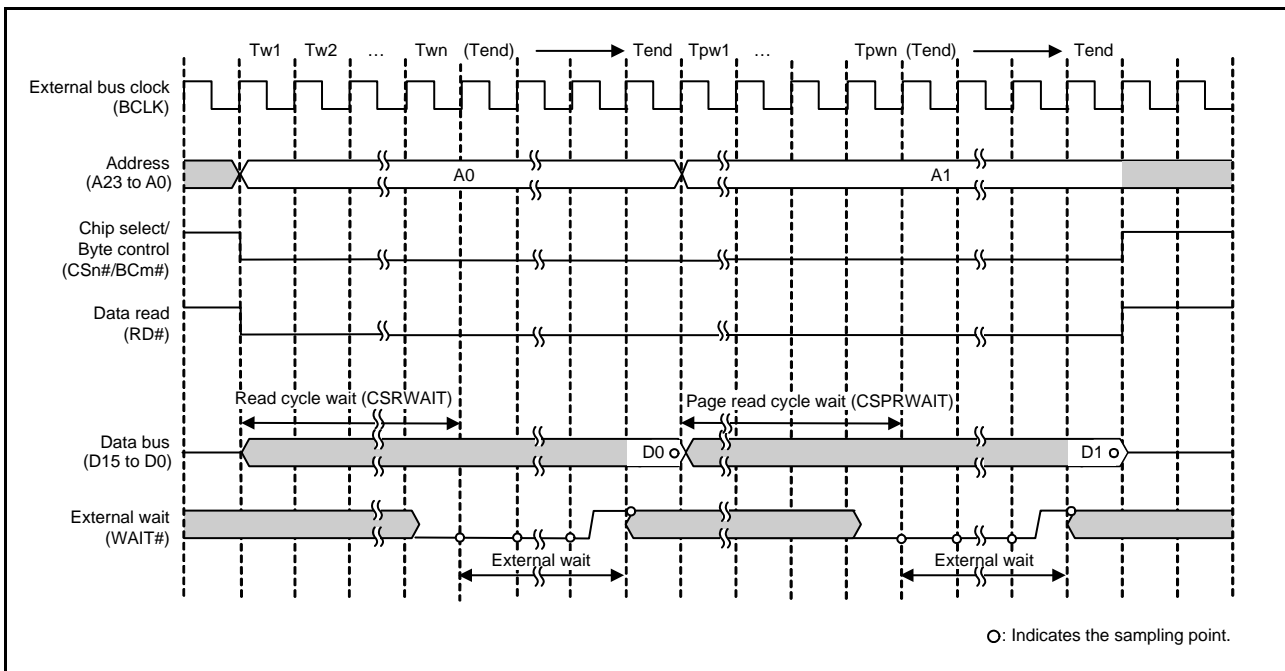 Tw1 Tw2 … Twn (Tend) Tend Tpw1 … Tpwn (Tend) Tend
External bus clock
(BCLK)
Address
(A23 to A0)
A0 A1
Chip select/
Byte control
(CSn#/BCm#)
Data read
(RD#)
Read cycle wait (CSRWAIT) Page read cycle wait (CSPRWAIT)
Data bus
(D15 to D0)
D0 D1
External wait
(WAIT#)
External wait External wait
: Indicates the sampling point.